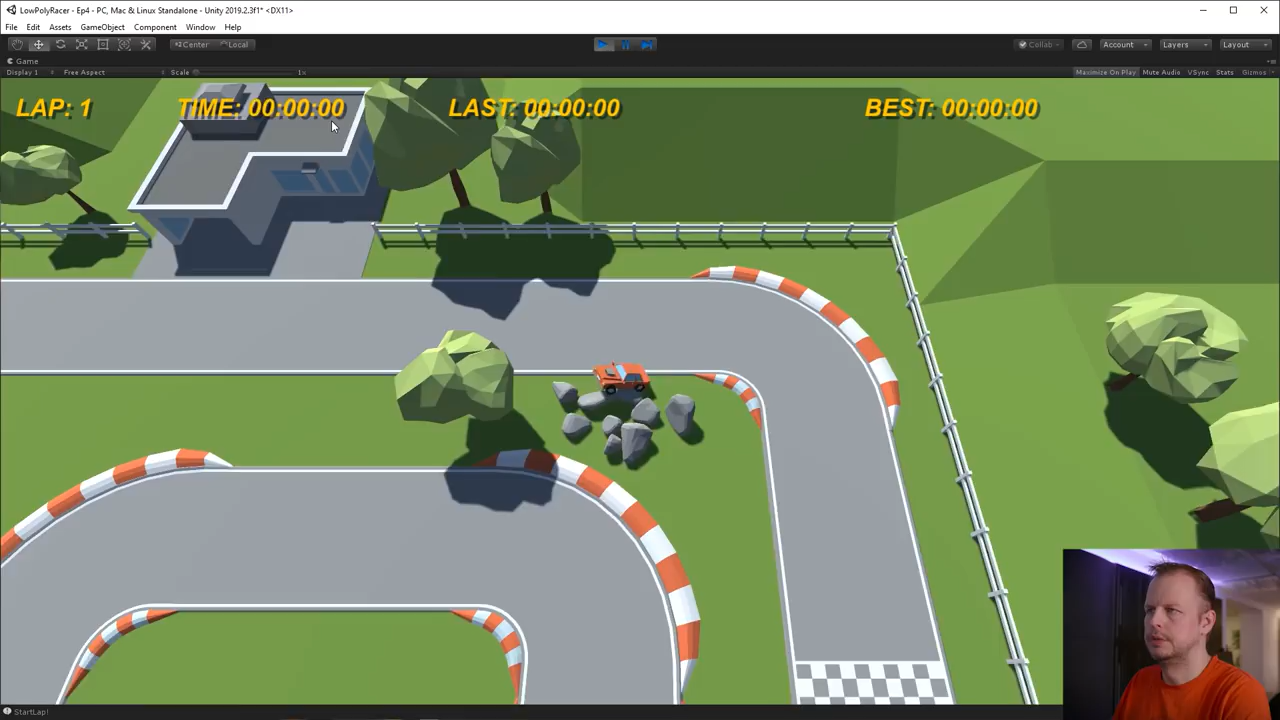 LowPolyRacer - Ep4 - PC, Mac & Linux Standalone - Unity 2019.2.3f1* <DX11>
File Edit Assets GameObject Component Window Help
Center Local Collab Account Layers Layout
Game
Display 1 Free Aspect Scale 1x Maximize On Play Mute Audio VSync Stats Gizmos
LAP: 1 TIME: 00:00:00 LAST: 00:00:00 BEST: 00:00:00
StartLap!